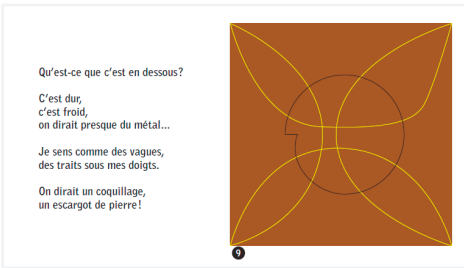 Qu'est-ce que c'est en dessous?
C'est dur,
c'est froid,
on dirait presque du métal...
Je sens comme des vagues,
des traits sous mes doigts.
On dirait un coquillage,
un escargot de pierre!
9